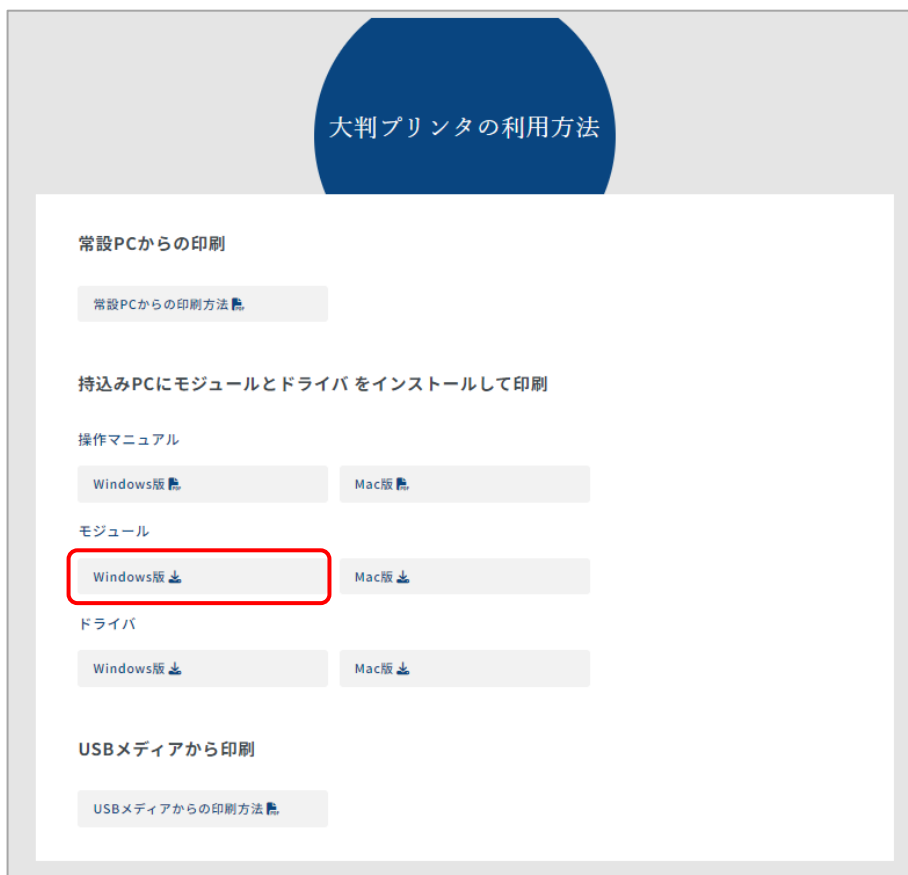 大判プリンタの利用方法
常設PCからの印刷
常設PCからの印刷方法
持込みPCにモジュールとドライバ をインストールして印刷
操作マニュアル
Windows版 Mac版
モジュール
Windows版 Mac版
ドライバ
Windows版 Mac版
USBメディアから印刷
USBメディアからの印刷方法